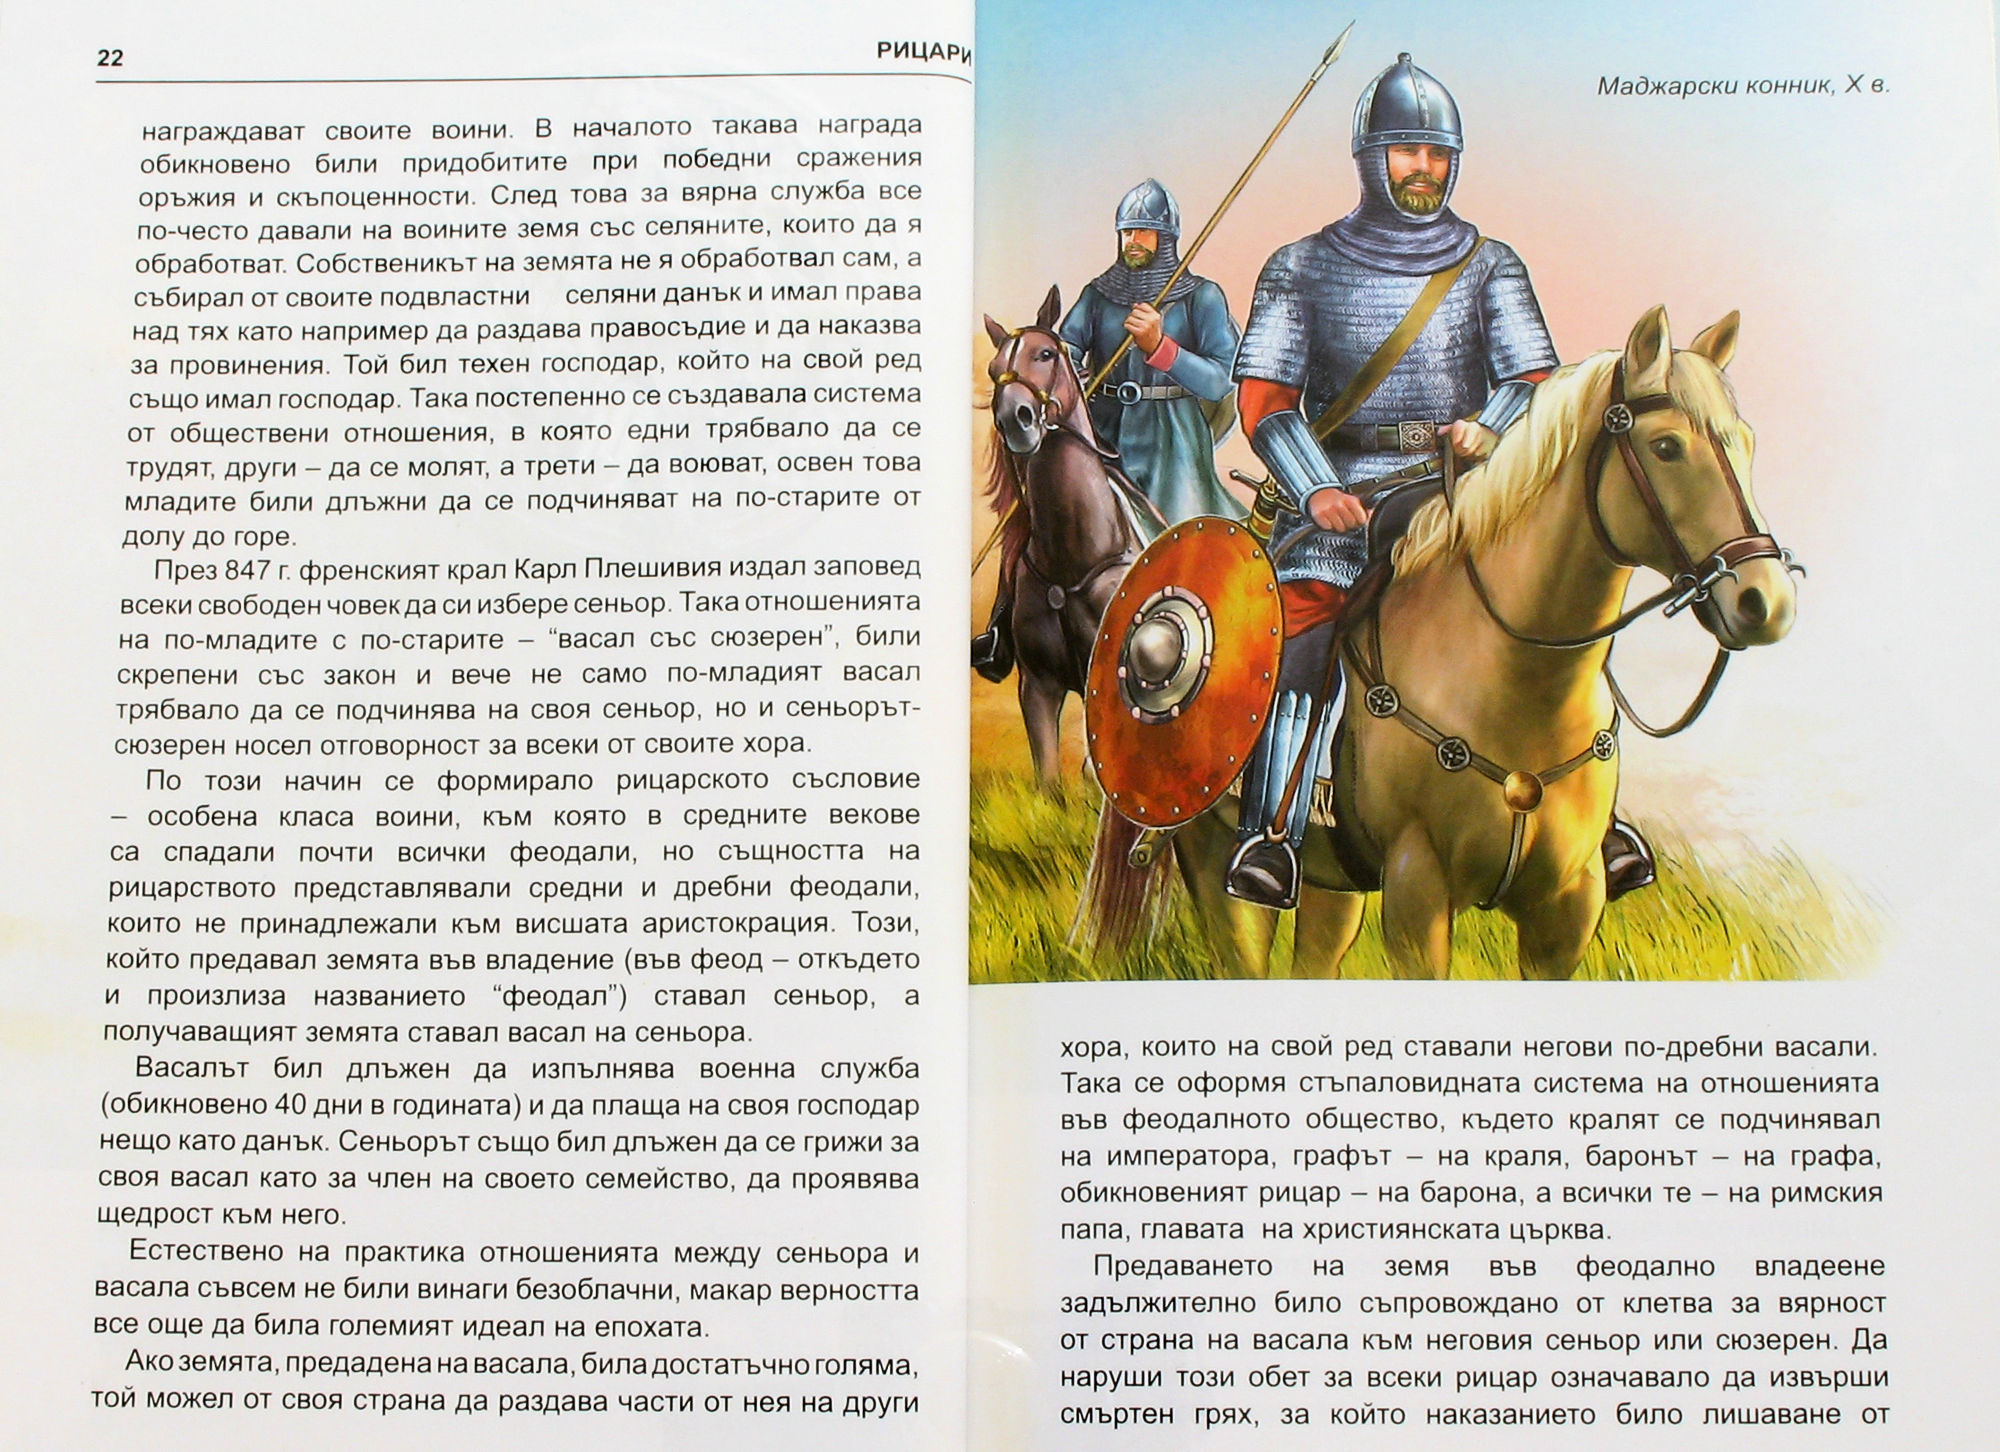 22
РИЦАРИ
награждават своите воини. В началото такава награда
обикновено били придобитите при победни сражения
оръжия и скъпоценности. След това за вярна служба все
по-често давали на воините земя със селяните, които да я
обработват. Собственикът на земята не я обработвал сам, а
събирал от своите подвластни селяни данък и имал права
над тях като например да раздава правосъдие и да наказва
за провинения. Той бил техен господар, който на свой ред
също имал господар. Така постепенно се създавала система
от обществени отношения, в която едни трябвало да се
трудят, други – да се молят, а трети – да воюват, освен това
младите били длъжни да се подчиняват на по-старите от
долу до горе.
През 847 г. френският крал Карл Плешивия издал заповед
всеки свободен човек да си избере сеньор. Така отношенията
на по-младите с по-старите – “васал със сюзерен”, били
скрепени със закон и вече не само по-младият васал
трябвало да се подчинява на своя сеньор, но и сеньорът-
сюзерен носел отговорност за всеки от своите хора.
По този начин се формирало рицарското съсловие
– особена класа воини, към която в средните векове
са спадали почти всички феодали, но същността на
рицарството представлявали средни и дребни феодали,
които не принадлежали към висшата аристокрация. Този,
който предавал земята във владение (във феод – откъдето
и произлиза названието “феодал”) ставал сеньор, а
получаващият земята ставал васал на сеньора.
Васалът бил длъжен да изпълнява военна служба
(обикновено 40 дни в годината) и да плаща на своя господар
нещо като данък. Сеньорът също бил длъжен да се грижи за
своя васал като за член на своето семейство, да проявява
щедрост към него.
Естествено на практика отношенията между сеньора и
васала съвсем не били винаги безоблачни, макар верността
все още да била големият идеал на епохата.
Ако земята, предадена на васала, била достатъчно голяма,
той можел от своя страна да раздава части от нея на други
Маджарски конник, X в.
хора, които на свой ред ставали негови по-дребни васали.
Така се оформя стъпаловидната система на отношенията
във феодалното общество, където кралят се подчинявал
на императора, графът – на краля, баронът – на графа,
обикновеният рицар – на барона, а всички те – на римския
папа, главата на християнската църква.
Предаването на земя във феодално владеене
задължително било съпровождано от клетва за вярност
от страна на васала към неговия сеньор или сюзерен. Да
наруши този обет за всеки рицар означавало да извърши
смъртен грях, за който наказанието било лишаване от